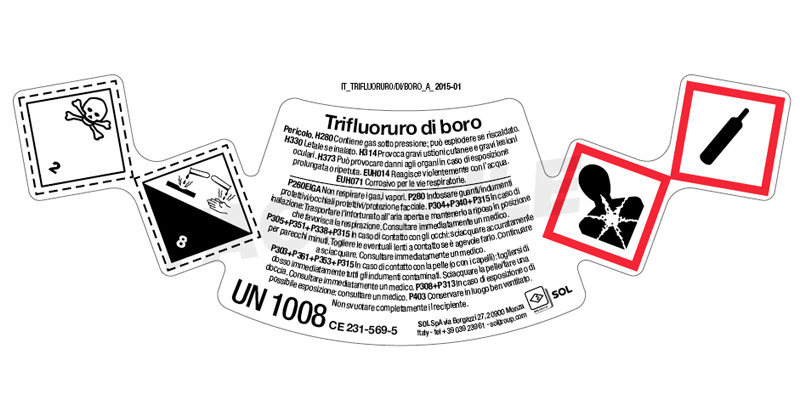 IT_TRIFLUORURO/DI/BORO_A_ 2015-01
Trifluoruro di boro
Pericolo. H280 Contiene gas sotto pressione; può esplodere se riscaldato.
H330 Letale se inalato. H314 Provoca gravi ustioni cutanee e gravi lesioni
oculari. H373 Può provocare danni agli organi in caso di esposizione
prolungata o ripetuta. EUH014 Reagisce violentemente con l'acqua.
EUH071 Corrosivo per le vie respiratorie.
P260EIGA Non respirare i gas, i vapori. P280 Indossare guanti/indumenti
protettivi/occhiali protettivi/protezione facciale. P304+P340+P315 In caso di
inalazione: Trasportare l'infortunato all'aria aperta e mantenerlo a riposo in posizione
che favorisca la respirazione. Consultare immediatamente un medico.
P305+P351+P338+P315 In caso di contatto con gli occhi: sciacquare accuratamente
per parecchi minuti. Togliere le eventuali lenti a contatto se è agevole farlo. Continuare
a sciacquare. Consultare immediatamente un medico.
P303+P361+P353+P315 In caso di contatto con la pelle (o con i capelli): togliersi di
dosso immediatamente tutti gli indumenti contaminati. Sciacquare la pelle/fare una
doccia. Consultare immediatamente un medico. P308+P313 In caso di esposizione o di
possibile esposizione: consultare un medico. P403 Conservare in luogo ben ventilato.
Non svuotare completamente il recipiente.
UN 1008 CE 231-569-5
SOL SpA via Borgazzi 27, 20900 Monza
Italy - tel +39 039 23961 - solgroup.com
SOL
2
8